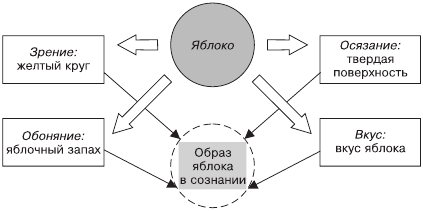 Яблоко
Зрение:
желтый круг
Осязание:
твердая
поверхность
Обоняние:
яблочный запах
Вкус:
вкус яблока
Образ
яблока
в сознании